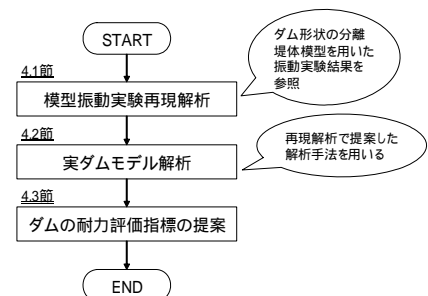 START
ダム形状の分離
堤体模型を用いた
振動実験結果を
参照
4.1節
模型振動実験再現解析
4.2節
実ダムモデル解析
再現解析で提案した
解析手法を用いる
4.3節
ダムの耐力評価指標の提案
END